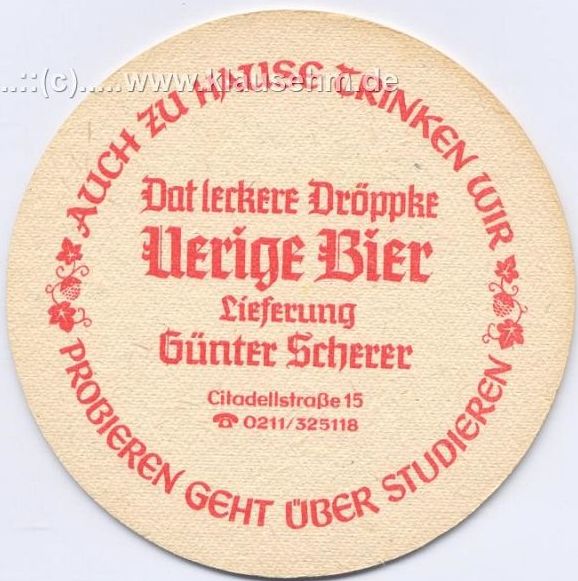 ..::(c).....www.klausehm.de
AUCH ZU HAUSE TRINKEN WIR
Dat leckere Dröppke
Uerige Bier
Lieferung
Günter Scherer
Citadellstraße 15
☎ 0211/325118
PROBIEREN GEHT ÜBER STUDIEREN